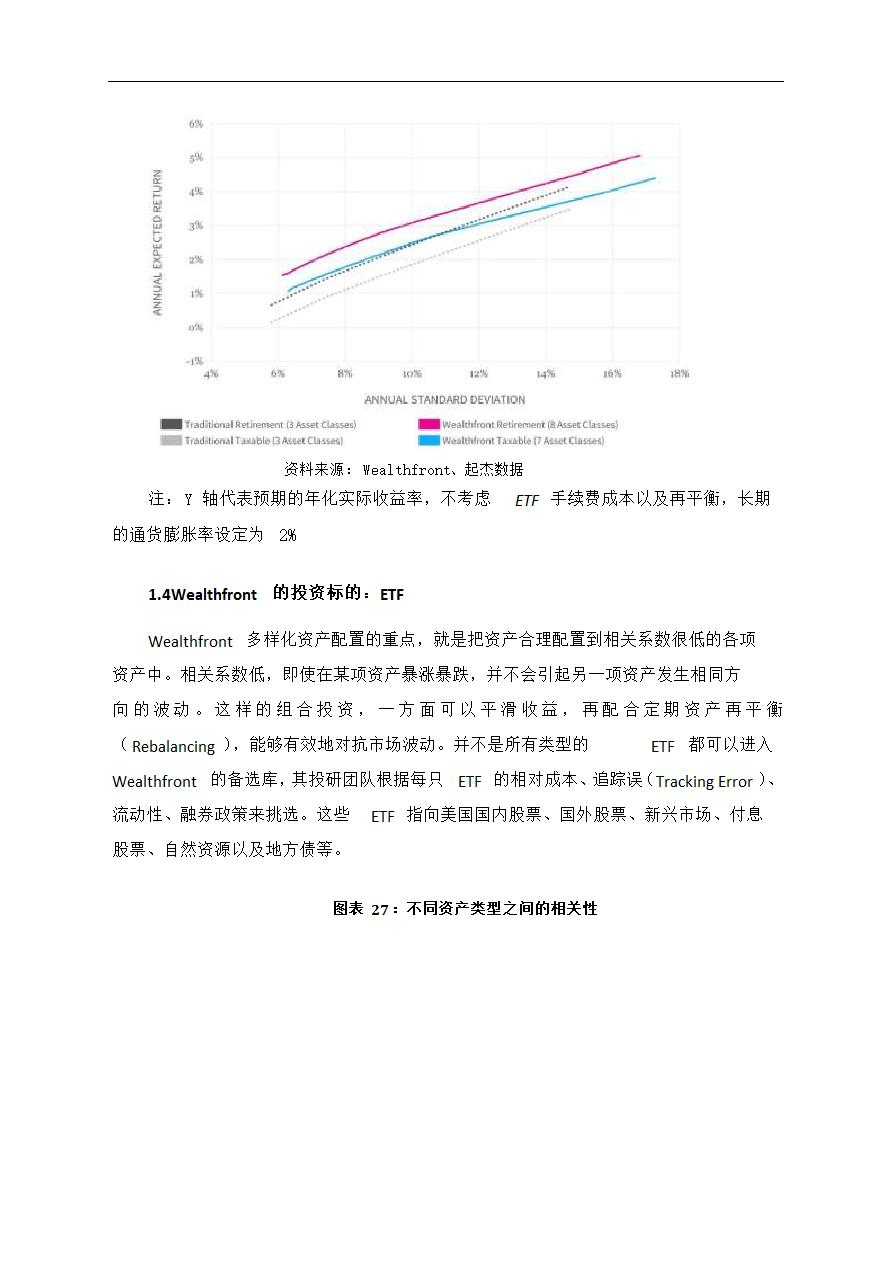 6%
5%
4%
3%
2%
1%
0%
-1%
ANNUAL EXPECTED RETURN
4% 6% 8% 10% 12% 14% 16% 18%
ANNUAL STANDARD DEVIATION
Traditional Retirement (3 Asset Classes) Wealthfront Retirement (8 Asset Classes)
Traditional Taxable (3 Asset Classes) Wealthfront Taxable (7 Asset Classes)
资料来源: Wealthfront、起杰数据
注: Y 轴代表预期的年化实际收益率，不考虑 ETF 手续费成本以及再平衡，长期
的通货膨胀率设定为 2%
1.4Wealthfront 的投资标的：ETF
Wealthfront 多样化资产配置的重点，就是把资产合理配置到相关系数很低的各项
资产中。相关系数低，即使在某项资产暴涨暴跌，并不会引起另一项资产发生相同方
向的波动。这样的组合投资，一方面可以平滑收益，再配合定期资产再平衡
（Rebalancing ），能够有效地对抗市场波动。并不是所有类型的 ETF 都可以进入
Wealthfront 的备选库，其投研团队根据每只 ETF 的相对成本、追踪误（Tracking Error ）、
流动性、融券政策来挑选。这些 ETF 指向美国国内股票、国外股票、新兴市场、付息
股票、自然资源以及地方债等。
图表 27：不同资产类型之间的相关性